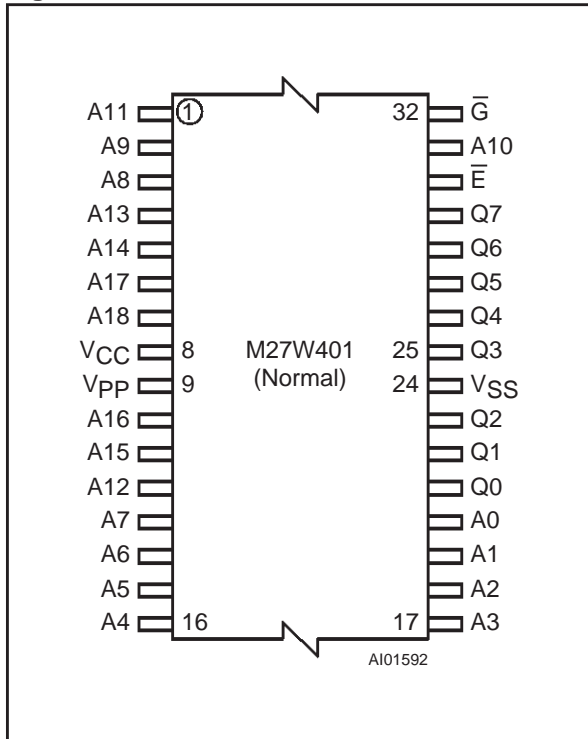 A11 1 32 G̅
A9 A10
A8 E̅
A13 Q7
A14 Q6
A17 Q5
A18 Q4
VCC 8 M27W401 25 Q3
VPP 9 (Normal) 24 VSS
A16 Q2
A15 Q1
A12 Q0
A7 A0
A6 A1
A5 A2
A4 16 17 A3
AI01592